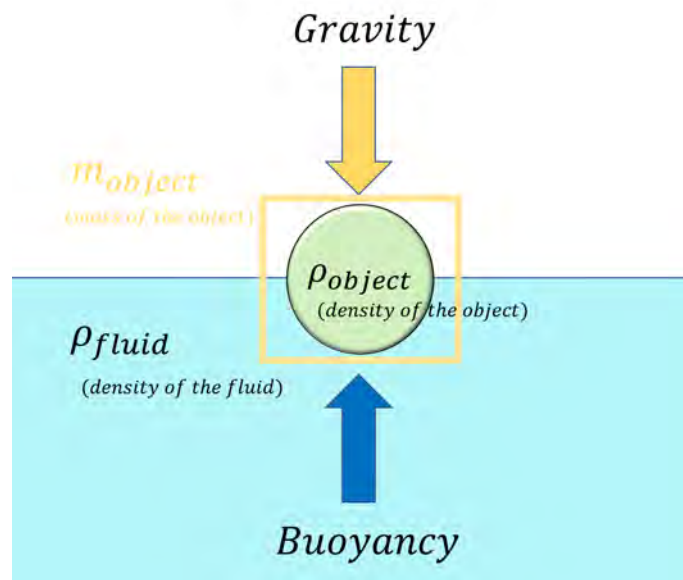 Gravity
m_object
(mass of the object)
ρ_object
(density of the object)
ρ_fluid
(density of the fluid)
Buoyancy